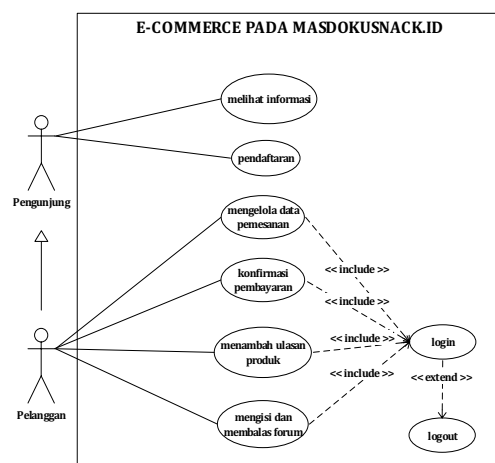 E-COMMERCE PADA MASDOKUSNACK.ID
melihat informasi
pendaftaran
Pengunjung
mengelola data
pemesanan
<< include >>
konfirmasi
pembayaran
<< include >>
menambah ulasan
produk
<< include >>
login
<< include >>
<< extend >>
Pelanggan
mengisi dan
membalas forum
logout